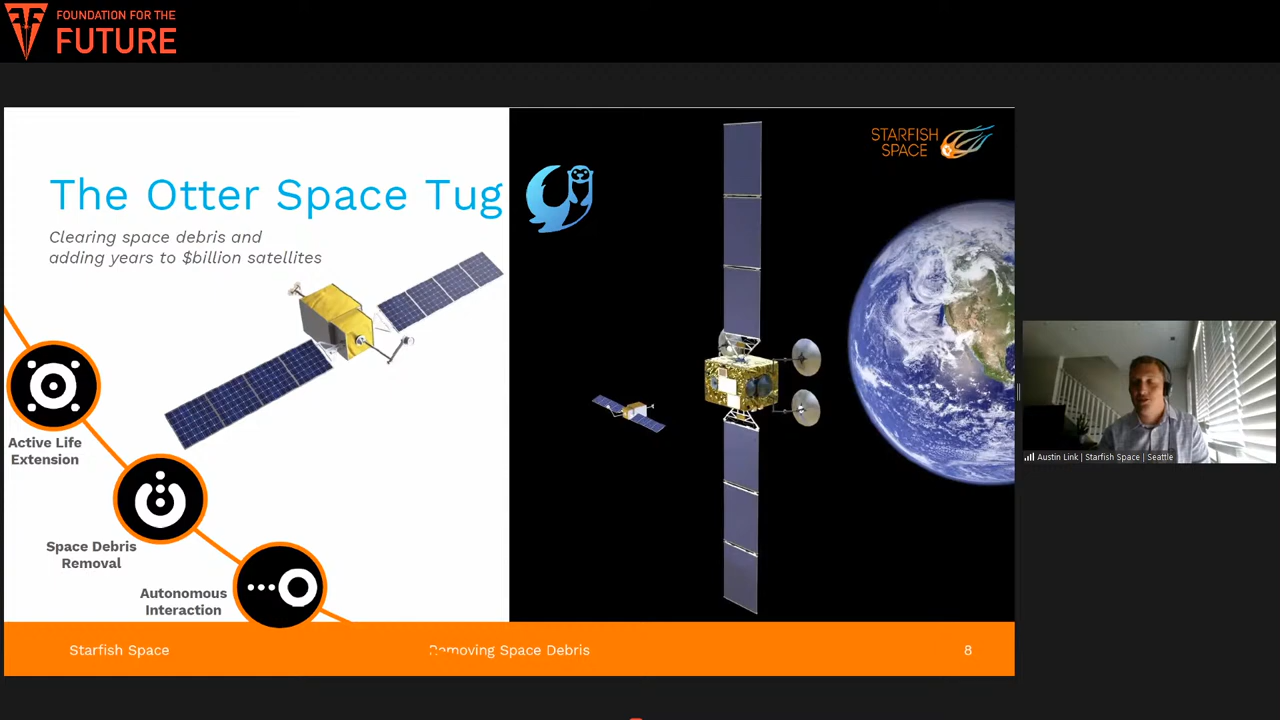 FOUNDATION FOR THE
FUTURE
The Otter Space Tug
Clearing space debris and
adding years to $billion satellites
STARFISH
SPACE
Active Life
Extension
Space Debris
Removal
Autonomous
Interaction
Austin Link | Starfish Space | Seattle
Starfish Space
Removing Space Debris
8